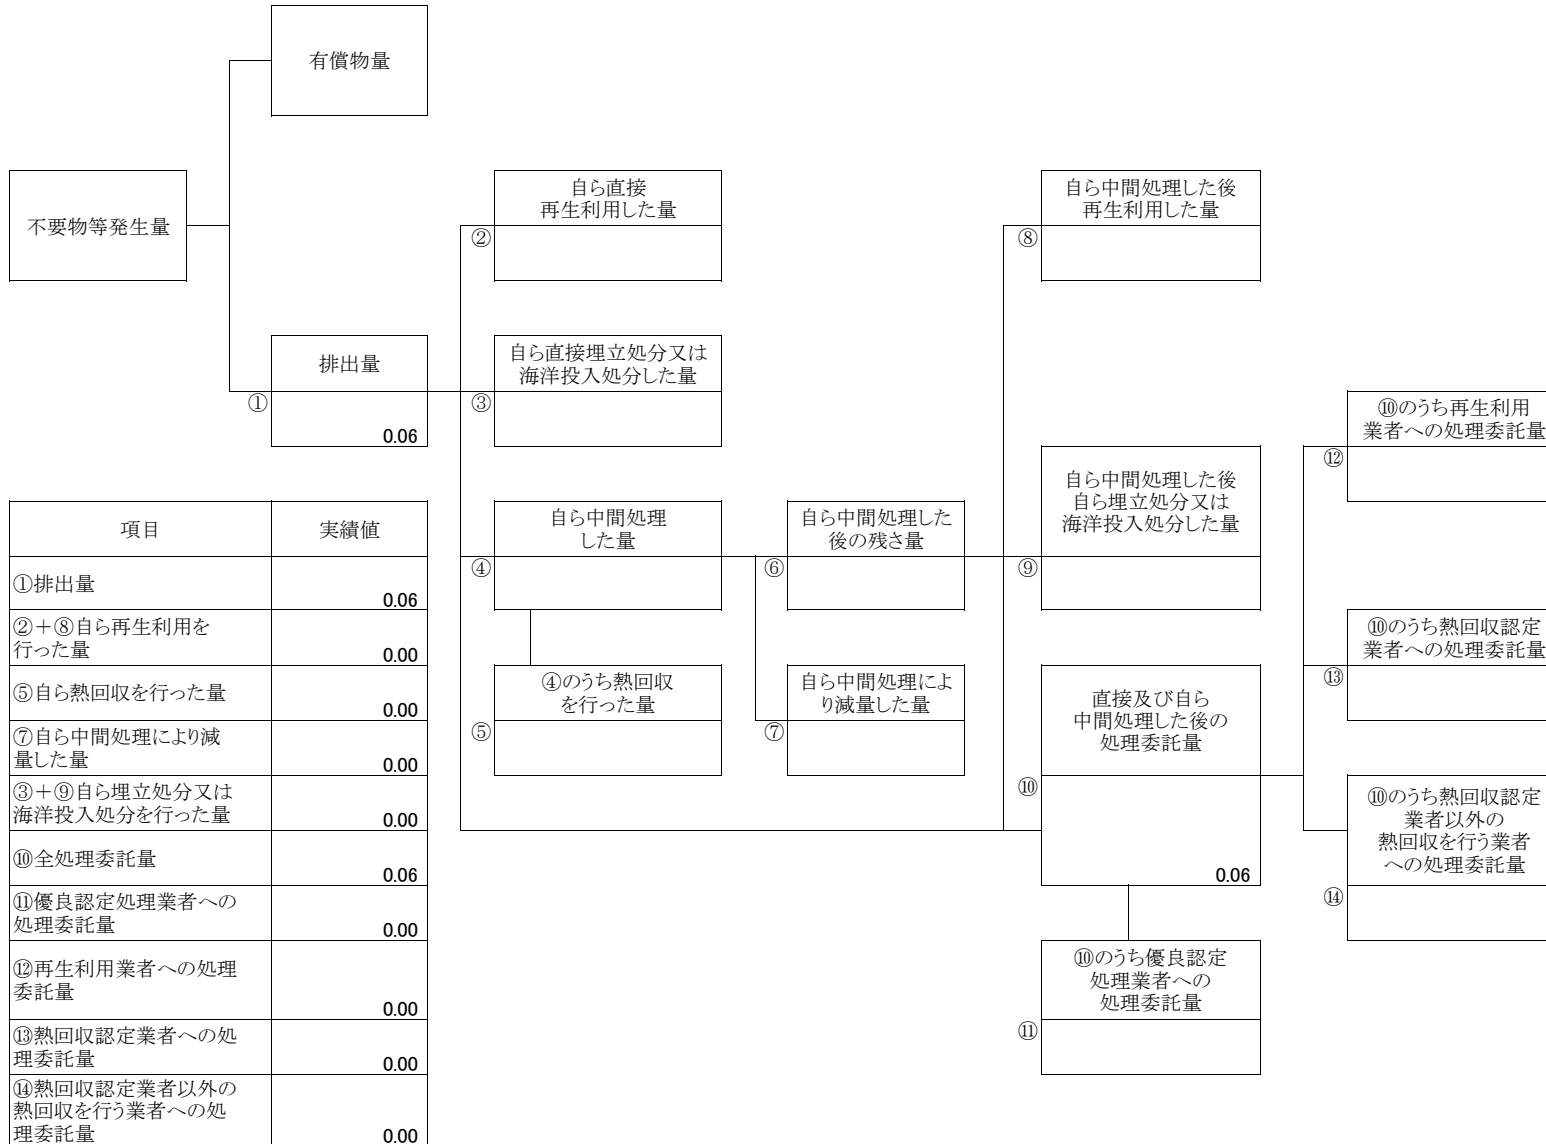 有償物量
不要物等発生量
自ら直接
再生利用した量
②
自ら中間処理した後
再生利用した量
⑧
排出量
①
0.06
自ら直接埋立処分又は
海洋投入処分した量
③
⑩のうち再生利用
業者への処理委託量
⑫
自ら中間処理
した量
④
自ら中間処理した
後の残さ量
⑥
自ら中間処理した後
自ら埋立処分又は
海洋投入処分した量
⑨
④のうち熱回収
を行った量
⑤
自ら中間処理によ
り減量した量
⑦
直接及び自ら
中間処理した後の
処理委託量
⑩
0.06
⑩のうち熱回収認定
業者への処理委託量
⑬
⑩のうち熱回収認定
業者以外の
熱回収を行う業者
への処理委託量
⑭
⑩のうち優良認定
処理業者への
処理委託量
⑪
項目 実績値
①排出量
0.06
②+⑧自ら再生利用を
行った量
0.00
⑤自ら熱回収を行った量
0.00
⑦自ら中間処理により減
量した量
0.00
③+⑨自ら埋立処分又は
海洋投入処分を行った量
0.00
⑩全処理委託量
0.06
⑪優良認定処理業者への
処理委託量
0.00
⑫再生利用業者への処理
委託量
0.00
⑬熱回収認定業者への処
理委託量
0.00
⑭熱回収認定業者以外の
熱回収を行う業者への処
理委託量
0.00